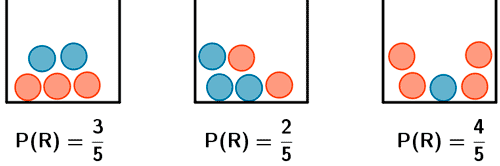 P(R) = 3/5
P(R) = 2/5
P(R) = 4/5